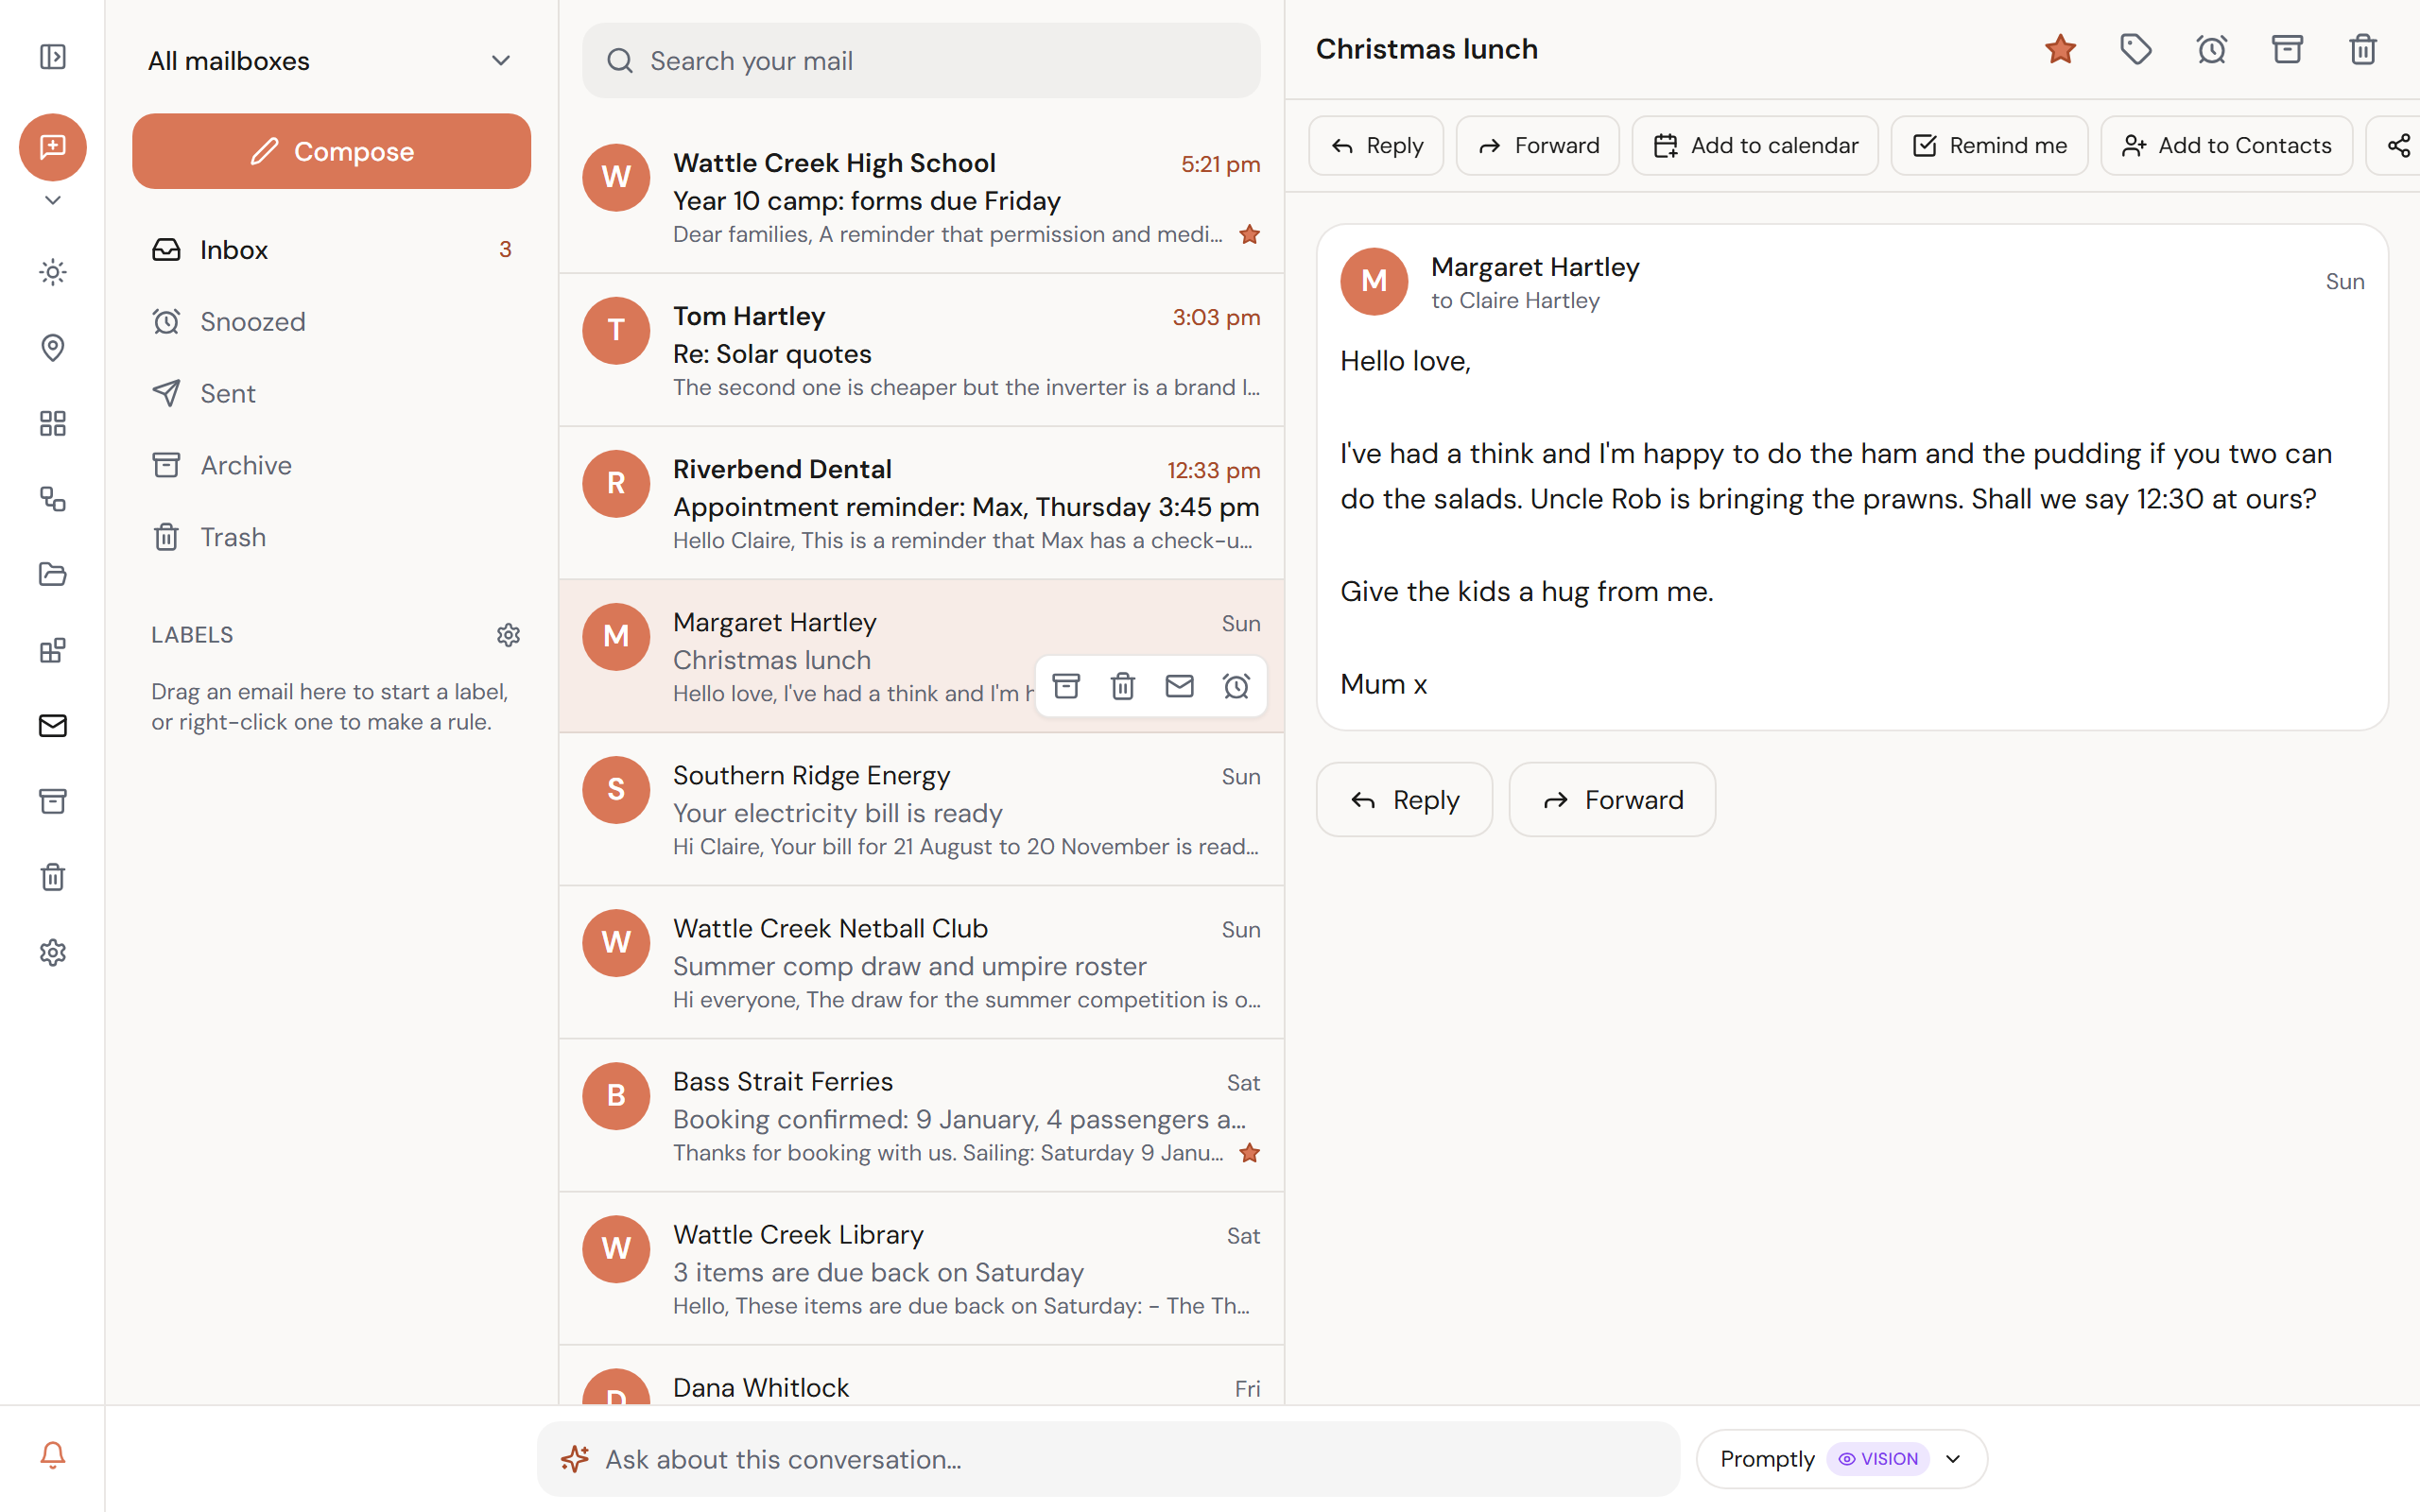 All mailboxes
Compose
Inbox 3
Snoozed
Sent
Archive
Trash
LABELS
Drag an email here to start a label,
or right-click one to make a rule.
Search your mail
W
Wattle Creek High School 5:21 pm
Year 10 camp: forms due Friday
Dear families, A reminder that permission and medi...
T
Tom Hartley 3:03 pm
Re: Solar quotes
The second one is cheaper but the inverter is a brand l...
R
Riverbend Dental 12:33 pm
Appointment reminder: Max, Thursday 3:45 pm
Hello Claire, This is a reminder that Max has a check-u...
M
Margaret Hartley Sun
Christmas lunch
Hello love, I've had a think and I'm h
S
Southern Ridge Energy Sun
Your electricity bill is ready
Hi Claire, Your bill for 21 August to 20 November is read...
W
Wattle Creek Netball Club Sun
Summer comp draw and umpire roster
Hi everyone, The draw for the summer competition is o...
B
Bass Strait Ferries Sat
Booking confirmed: 9 January, 4 passengers a...
Thanks for booking with us. Sailing: Saturday 9 Janu...
W
Wattle Creek Library Sat
3 items are due back on Saturday
Hello, These items are due back on Saturday: - The Th...
D
Dana Whitlock Fri
Christmas lunch
Reply Forward Add to calendar Remind me Add to Contacts
M
Margaret Hartley
to Claire Hartley
Sun
Hello love,
I've had a think and I'm happy to do the ham and the pudding if you two can
do the salads. Uncle Rob is bringing the prawns. Shall we say 12:30 at ours?
Give the kids a hug from me.
Mum x
Reply Forward
Ask about this conversation...
Promptly VISION